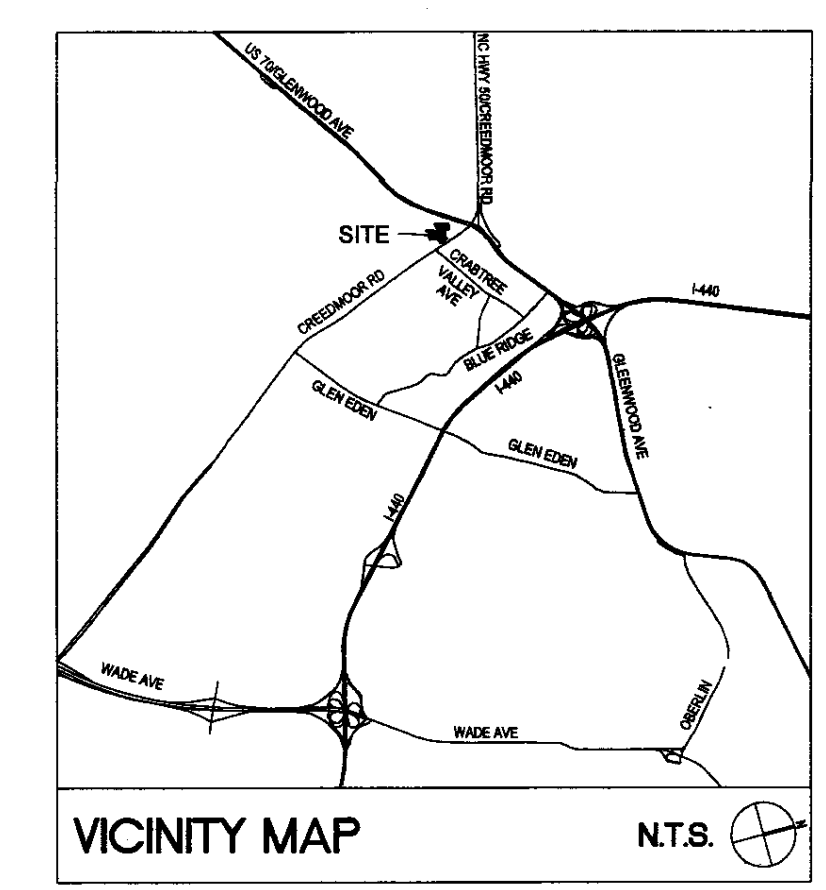 US 70/GLENWOOD AVE
NC HWY 50/CREEDMOOR RD
SITE
CRABTREE
VALLEY
AVE
CREEDMOOR RD
I-440
BLUE RIDGE
I-440
GLEENWOOD AVE
GLEN EDEN
GLEN EDEN
I-440
WADE AVE
OBERLIN
WADE AVE
VICINITY MAP
N.T.S.
N